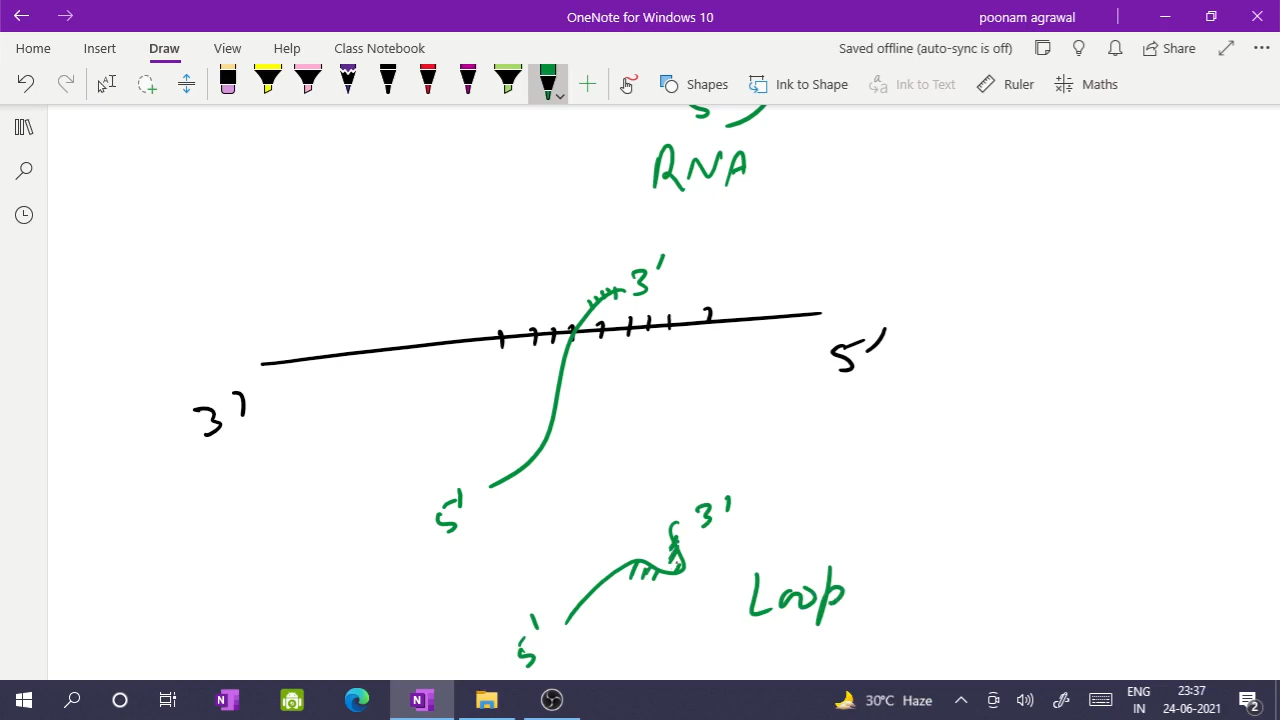 OneNote for Windows 10
poonam agrawal
Home Insert Draw View Help Class Notebook
Saved offline (auto-sync is off)
Share
Shapes
Ink to Shape
Ink to Text
Ruler
Maths
5
RNA
3'
5'
3'
5'
3'
Loop
5'
30°C Haze
ENG
IN
23:37
24-06-2021
2